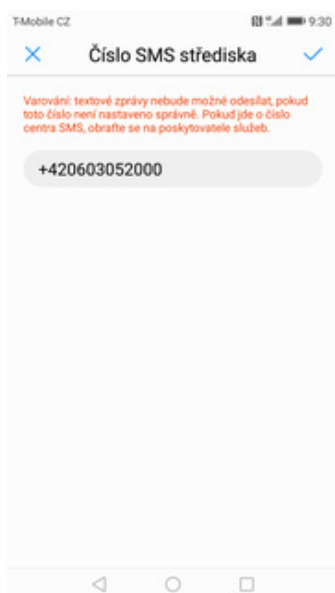 T-Mobile CZ 9:30
Číslo SMS střediska
Varování: textové zprávy nebude možné odesílat, pokud
toto číslo není nastaveno správně. Pokud jde o číslo
centra SMS, obraťte se na poskytovatele služeb.
+420603052000